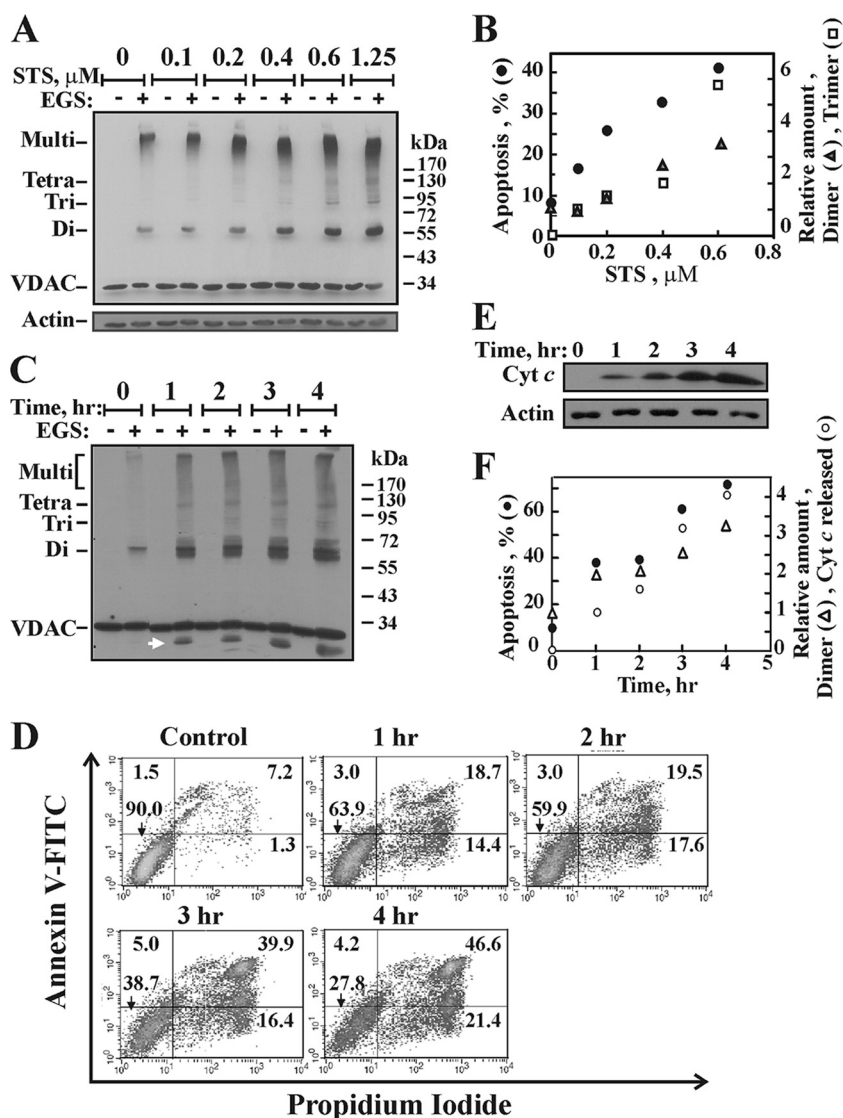 A
0 0.1 0.2 0.4 0.6 1.25
STS, μM
EGS: - + - + - + - + - + - +
Multi
Tetra
Tri
Di
VDAC
Actin
kDa
170
130
95
72
55
43
34
B
Apoptosis , % (●)
40
30
20
10
0
0.2 0.4 0.6 0.8
STS , μM
6
4
2
0
Relative amount ,
Dimer (▲), Trimer (□)
C
0 1 2 3 4
Time, hr:
EGS: - + - + - + - + - +
Multi
Tetra
Tri
Di
VDAC
kDa
170
130
95
72
55
43
34
E
Time, hr: 0 1 2 3 4
Cyt c
Actin
F
Apoptosis , % (●)
60
40
20
0
0 1 2 3 4 5
Time, hr
4
3
2
1
0
Relative amount ,
Dimer (Δ) , Cyt c released (○)
D
Annexin V-FITC
Control
1.5 7.2
90.0
1.3
1 hr
3.0 18.7
63.9
14.4
2 hr
3.0 19.5
59.9
17.6
3 hr
5.0 39.9
38.7
16.4
4 hr
4.2 46.6
27.8
21.4
10⁰ 10¹ 10² 10³ 10⁴
Propidium Iodide